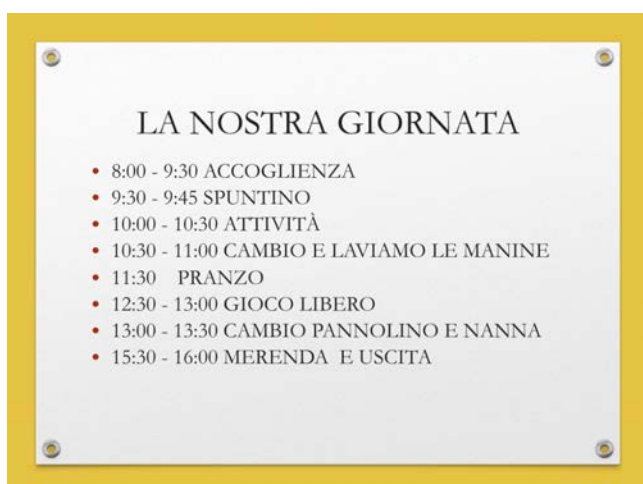 LA NOSTRA GIORNATA
• 8:00 - 9:30 ACCOGLIENZA
• 9:30 - 9:45 SPUNTINO
• 10:00 - 10:30 ATTIVITÀ
• 10:30 - 11:00 CAMBIO E LAVIAMO LE MANINE
• 11:30    PRANZO
• 12:30 - 13:00 GIOCO LIBERO
• 13:00 - 13:30 CAMBIO PANNOLINO E NANNA
• 15:30 - 16:00 MERENDA  E USCITA